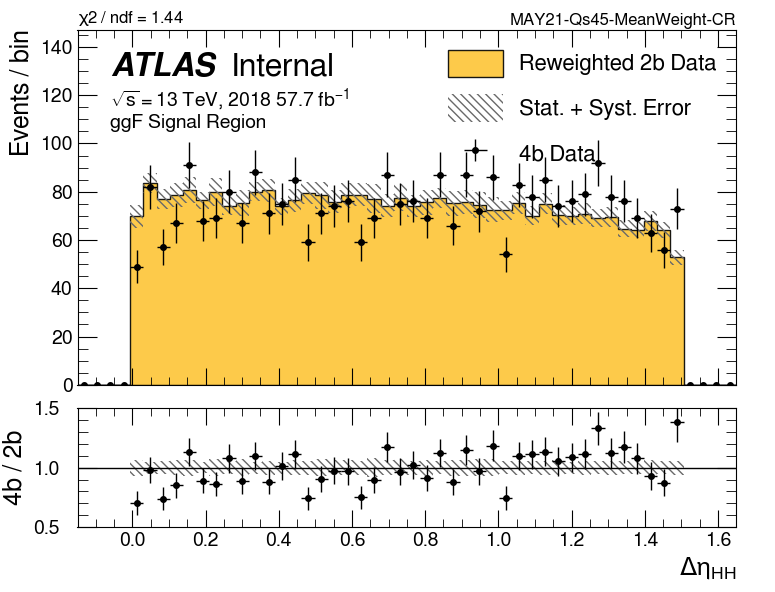 χ2 / ndf = 1.44 MAY21-Qs45-MeanWeight-CR
ATLAS Internal
√s = 13 TeV, 2018 57.7 fb⁻¹
ggF Signal Region
Reweighted 2b Data
Stat. + Syst. Error
4b Data
Events / bin
140
120
100
80
60
40
20
0
4b / 2b
1.5
1.0
0.5
0.0 0.2 0.4 0.6 0.8 1.0 1.2 1.4 1.6
Δη_HH